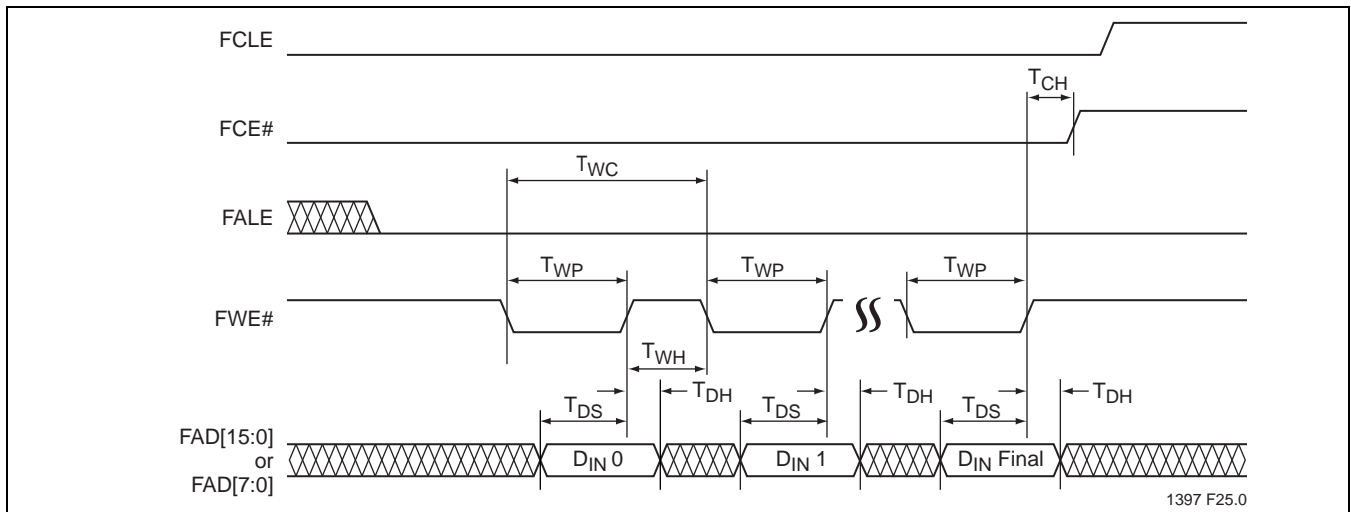 FCLE
T_CH
FCE#
T_WC
FALE
T_WP T_WP T_WP
FWE#
T_WH
T_DS T_DH T_DS T_DH T_DS T_DH
FAD[15:0]
or
FAD[7:0]
D_IN 0 D_IN 1 D_IN Final
1397 F25.0